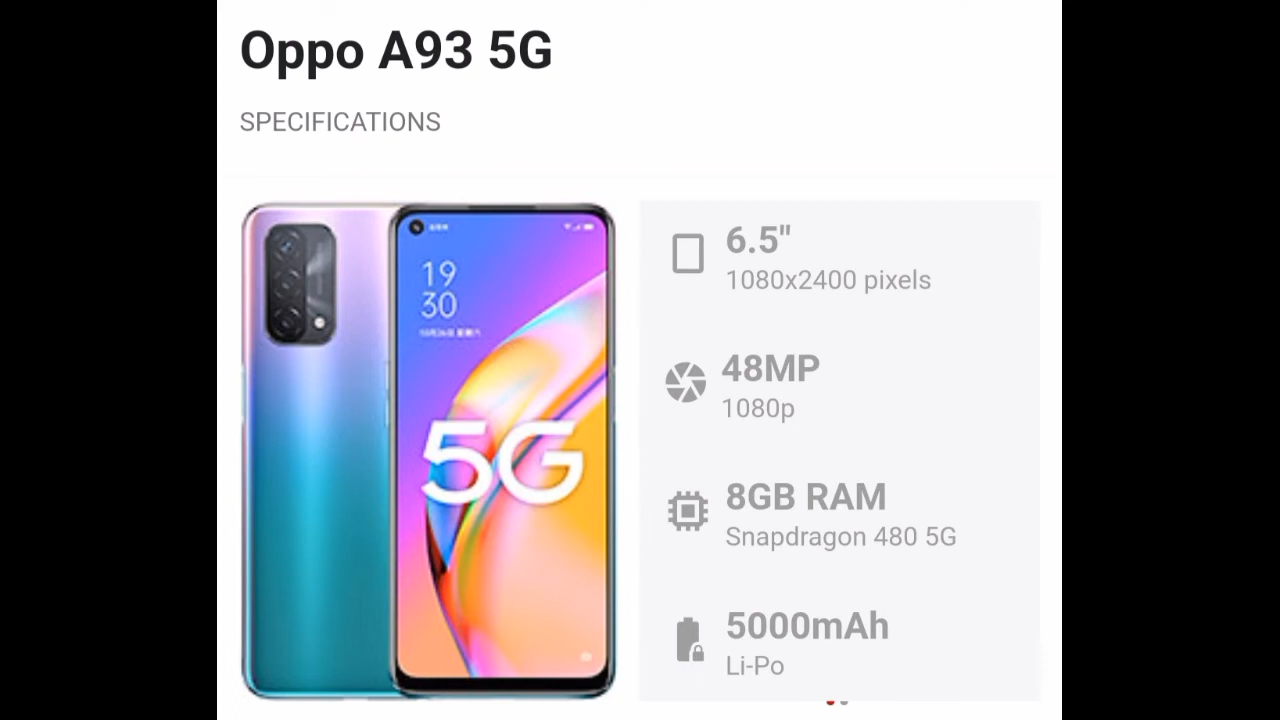 Oppo A93 5G
SPECIFICATIONS
19
30
5G
6.5"
1080x2400 pixels
48MP
1080p
8GB RAM
Snapdragon 480 5G
5000mAh
Li-Po